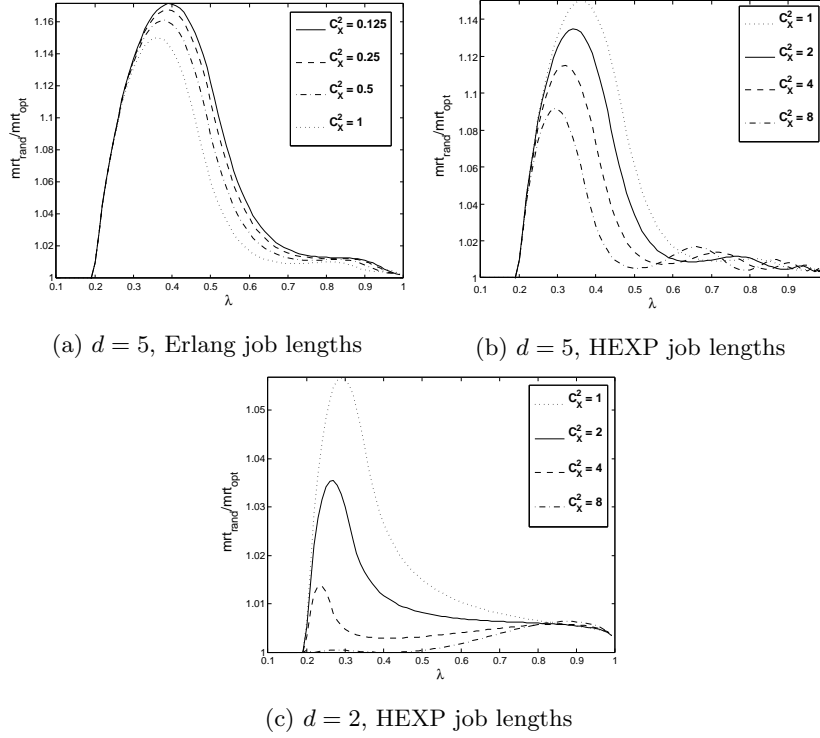 1.16
1.14
1.12
1.1
1.08
1.06
1.04
1.02
1
mrt_rand/mrt_opt
0.1 0.2 0.3 0.4 0.5 0.6 0.7 0.8 0.9 1
λ
C_X^2 = 0.125
C_X^2 = 0.25
C_X^2 = 0.5
C_X^2 = 1
(a) d = 5, Erlang job lengths
1.14
1.12
1.1
1.08
1.06
1.04
1.02
1
mrt_rand/mrt_opt
0.1 0.2 0.3 0.4 0.5 0.6 0.7 0.8 0.9
λ
C_X^2 = 1
C_X^2 = 2
C_X^2 = 4
C_X^2 = 8
(b) d = 5, HEXP job lengths
1.05
1.04
1.03
1.02
1.01
1
mrt_rand/mrt_opt
0.1 0.2 0.3 0.4 0.5 0.6 0.7 0.8 0.9 1
λ
C_X^2 = 1
C_X^2 = 2
C_X^2 = 4
C_X^2 = 8
(c) d = 2, HEXP job lengths